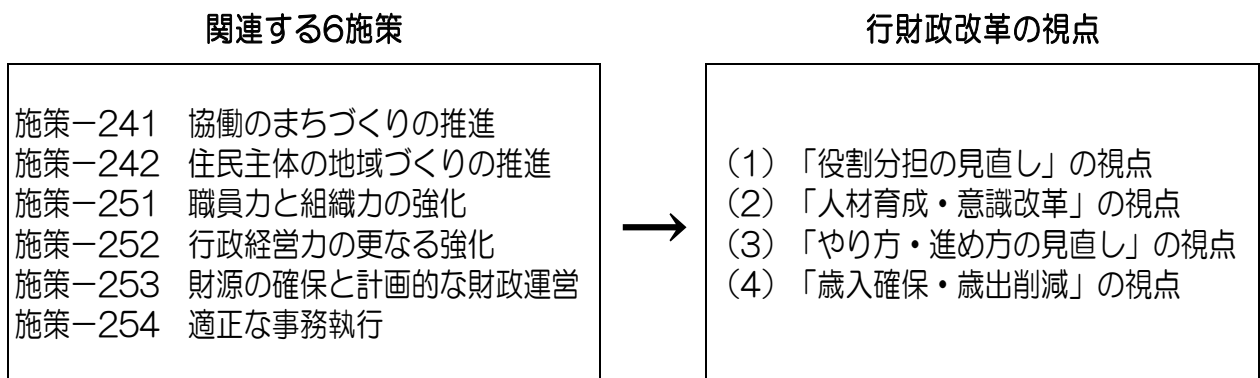 関連する6施策
施策－241　協働のまちづくりの推進
施策－242　住民主体の地域づくりの推進
施策－251　職員力と組織力の強化
施策－252　行政経営力の更なる強化
施策－253　財源の確保と計画的な財政運営
施策－254　適正な事務執行
→
行財政改革の視点
（1）「役割分担の見直し」の視点
（2）「人材育成・意識改革」の視点
（3）「やり方・進め方の見直し」の視点
（4）「歳入確保・歳出削減」の視点